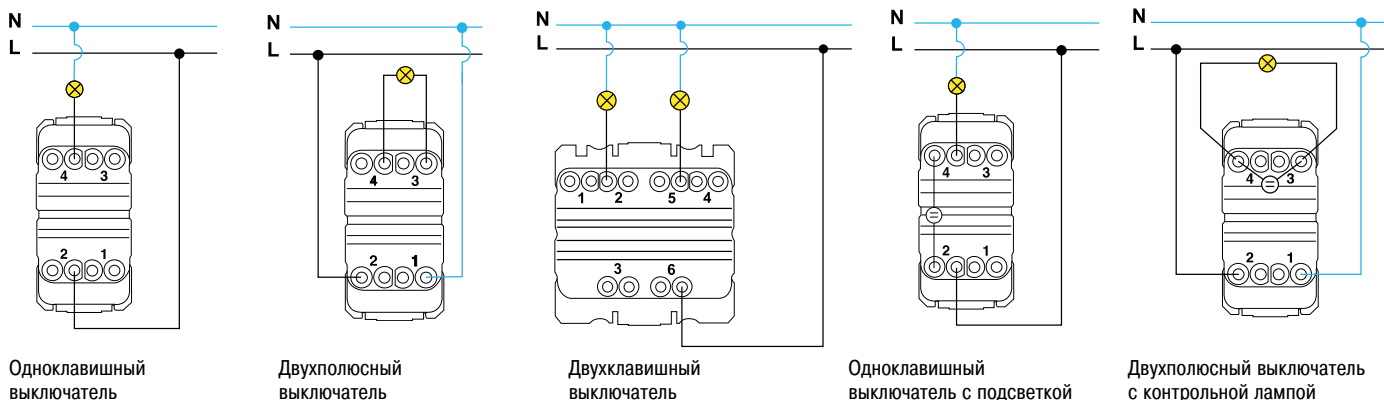 N
L
4 3
2 1
Одноклавишный
выключатель
N
L
4 3
2 1
Двухполюсный
выключатель
N
L
1 2 5 4
3 6
Двухклавишный
выключатель
N
L
4 3
2 1
Одноклавишный
выключатель с подсветкой
N
L
4 3
2 1
Двухполюсный выключатель
с контрольной лампой